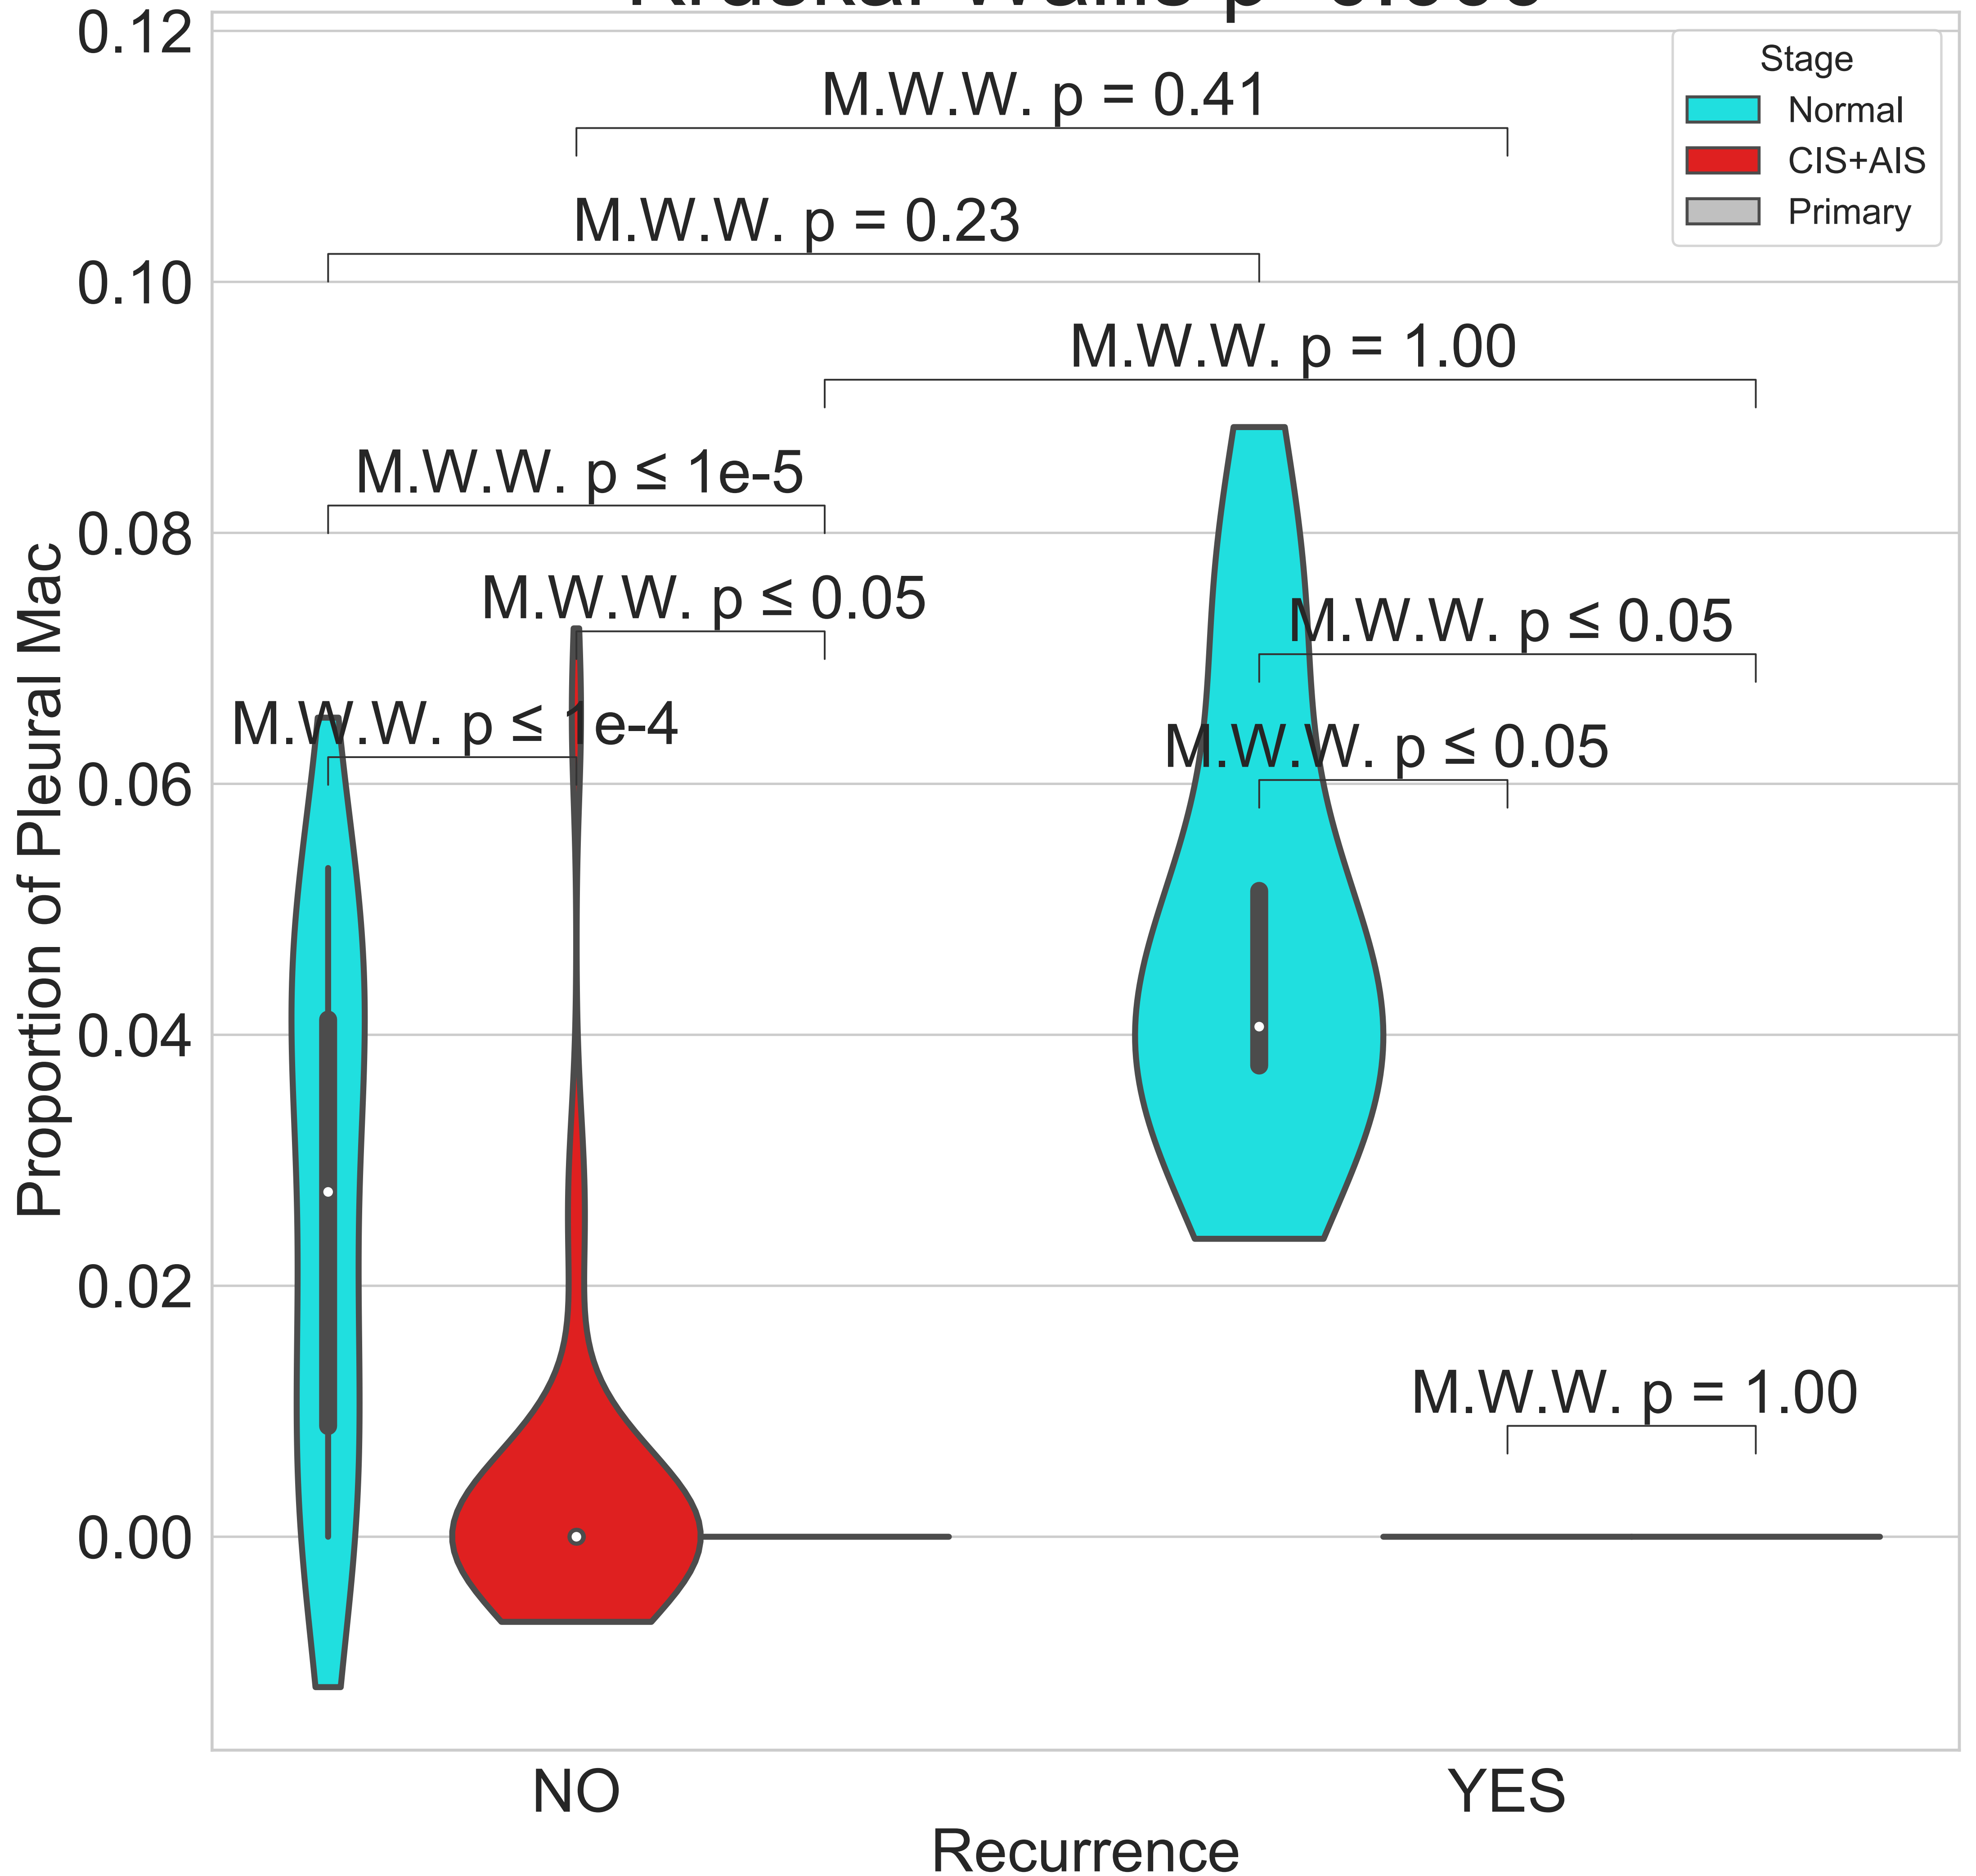 0.12
0.10
0.08
0.06
0.04
0.02
0.00
Proportion of Pleural Mac
Stage
Normal
CIS+AIS
Primary
M.W.W. p = 0.41
M.W.W. p = 0.23
M.W.W. p = 1.00
M.W.W. p ≤ 1e-5
M.W.W. p ≤ 0.05
M.W.W. p ≤ 0.05
M.W.W. p ≤ 1e-4
M.W.W. p ≤ 0.05
M.W.W. p = 1.00
NO
YES
Recurrence